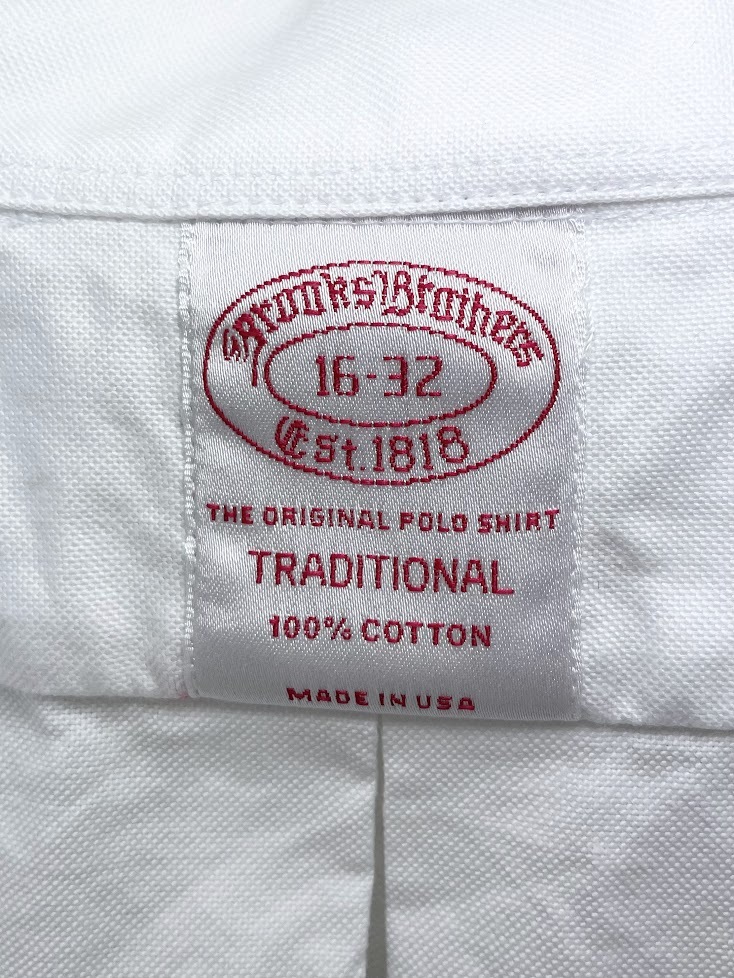 Brooks Brothers
16-32
Est. 1818
THE ORIGINAL POLO SHIRT
TRADITIONAL
100% COTTON
MADE IN USA